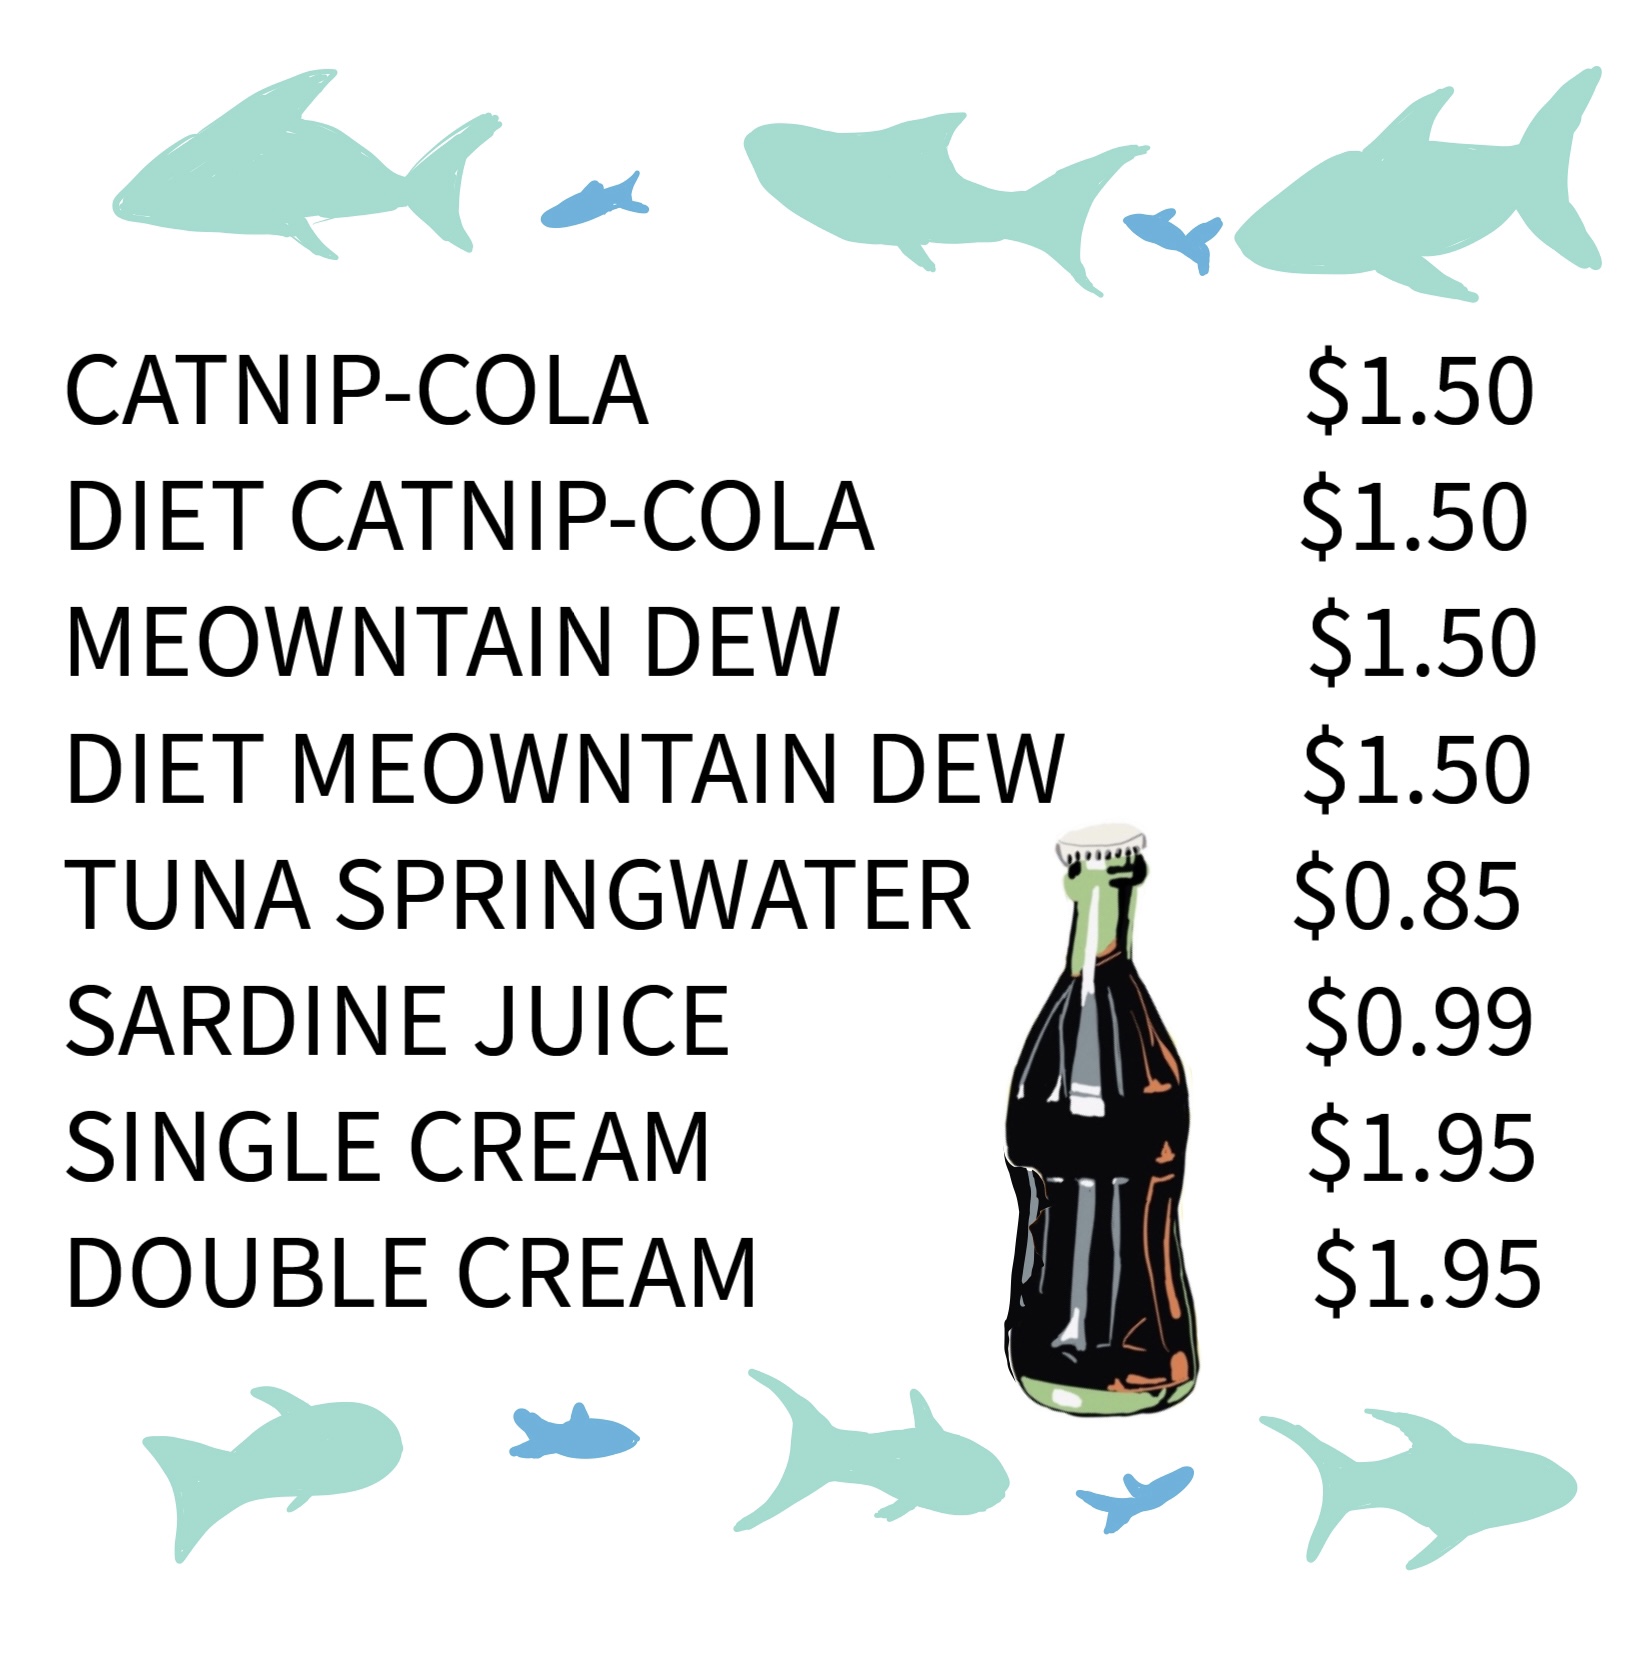 CATNIP-COLA $1.50
DIET CATNIP-COLA $1.50
MEOWNTAIN DEW $1.50
DIET MEOWNTAIN DEW $1.50
TUNA SPRINGWATER $0.85
SARDINE JUICE $0.99
SINGLE CREAM $1.95
DOUBLE CREAM $1.95